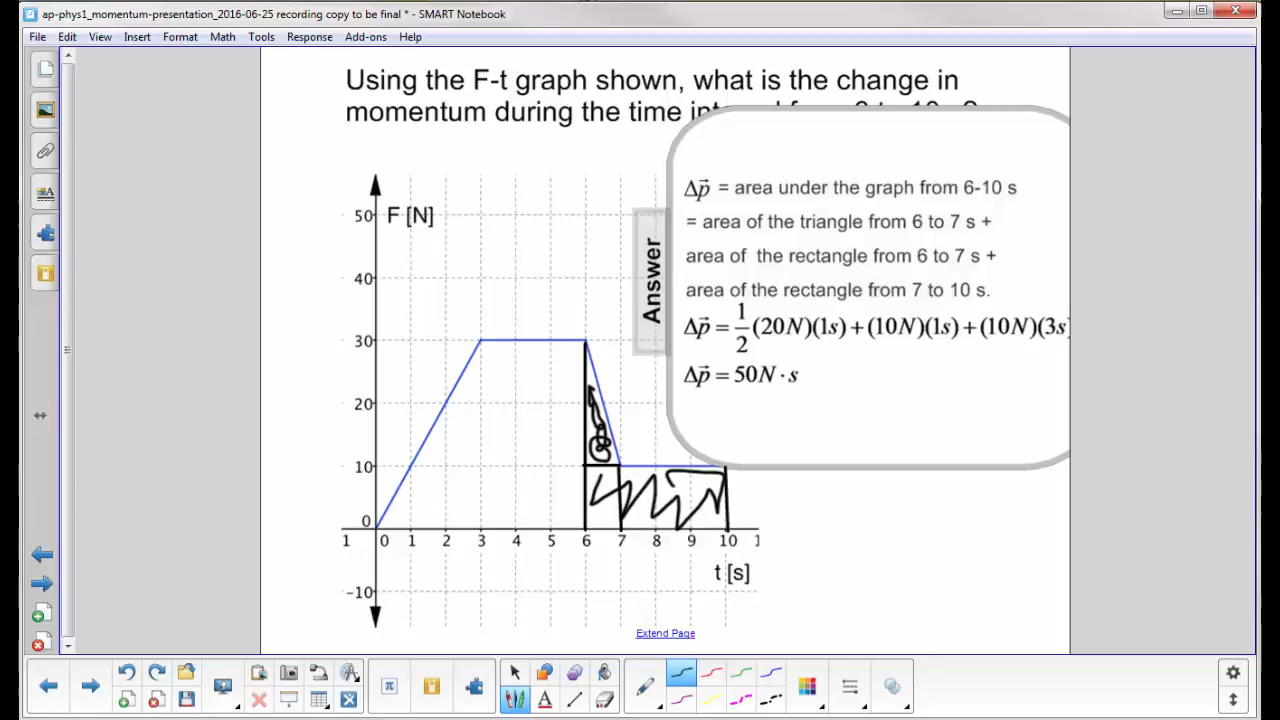 ap-phys1_momentum-presentation_2016-06-25 recording copy to be final * - SMART Notebook
File Edit View Insert Format Math Tools Response Add-ons Help
Using the F-t graph shown, what is the change in
momentum during the time
Δp⃗ = area under the graph from 6-10 s
= area of the triangle from 6 to 7 s +
area of the rectangle from 6 to 7 s +
area of the rectangle from 7 to 10 s.
Δp⃗ = 1/2 (20N)(1s) + (10N)(1s) + (10N)(3s)
Δp⃗ = 50N · s
Answer
F [N]
50
40
30
20
10
0
-10
1 0 1 2 3 4 5 6 7 8 9 10 1
t [s]
Extend Page
π
A